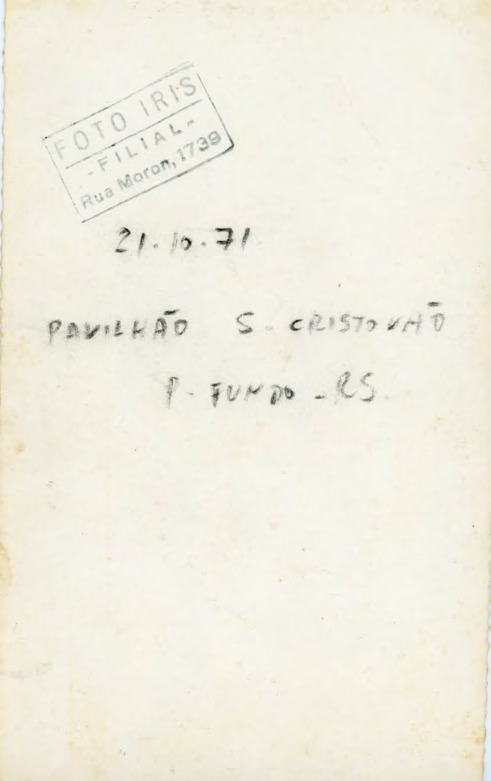 FOTO IRIS
-FILIAL-
Rua Moron, 1739
21.10.71
PAVILHÃO S. CRISTOVÃO
P. FUNDO - RS.